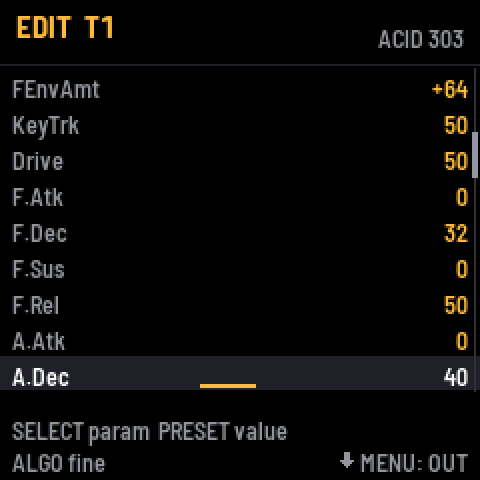 EDIT T1
ACID 303
FEnvAmt +64
KeyTrk 50
Drive 50
F.Atk 0
F.Dec 32
F.Sus 0
F.Rel 50
A.Atk 0
A.Dec 40
SELECT param PRESET value
ALGO fine MENU: OUT